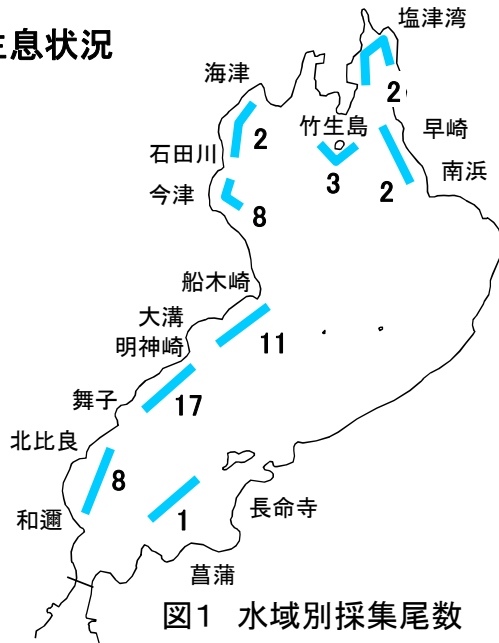 生息状況
塩津湾
海津
2
竹生島
早崎
2
石田川
南浜
3
2
今津
8
船木崎
大溝
明神崎
11
舞子
17
北比良
8
1
長命寺
和邇
菖蒲
図1 水域別採集尾数